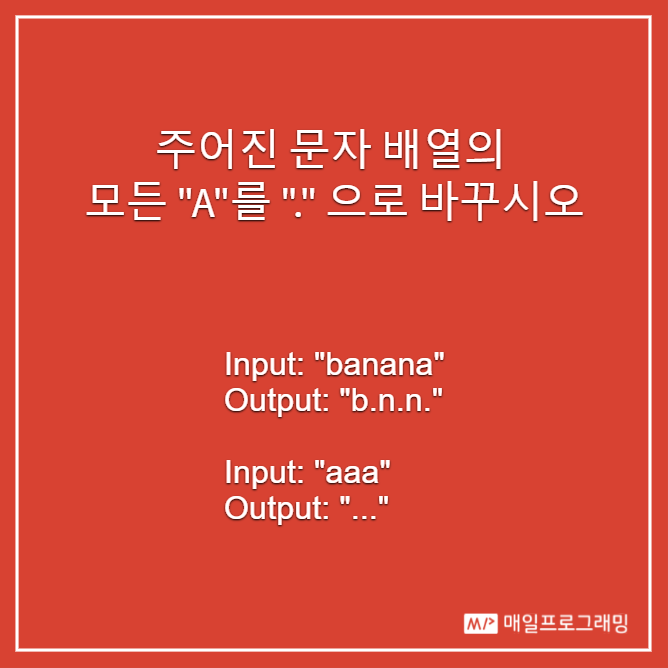 주어진 문자 배열의
모든 "A"를 "." 으로 바꾸시오
Input: "banana"
Output: "b.n.n."
Input: "aaa"
Output: "..."
매일프로그래밍